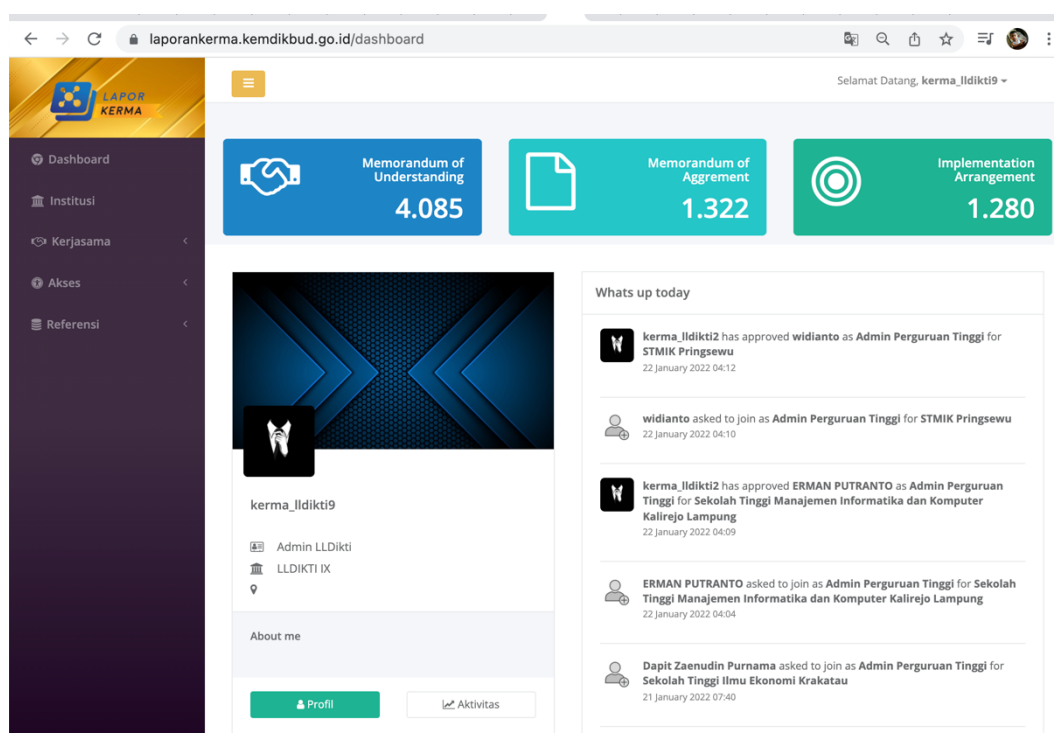 laporankerma.kemdikbud.go.id/dashboard
LAPOR
KERMA
Selamat Datang, kerma_lldikti9
Dashboard
Institusi
Kerjasama
Akses
Referensi
Memorandum of
Understanding
4.085
Memorandum of
Aggrement
1.322
Implementation
Arrangement
1.280
kerma_lldikti9
Admin LLDikti
LLDIKTI IX
About me
Profil
Aktivitas
Whats up today
kerma_lldikti2 has approved widianto as Admin Perguruan Tinggi for
STMIK Pringsewu
22 January 2022 04:12
widianto asked to join as Admin Perguruan Tinggi for STMIK Pringsewu
22 January 2022 04:10
kerma_lldikti2 has approved ERMAN PUTRANTO as Admin Perguruan
Tinggi for Sekolah Tinggi Manajemen Informatika dan Komputer
Kalirejo Lampung
22 January 2022 04:09
ERMAN PUTRANTO asked to join as Admin Perguruan Tinggi for Sekolah
Tinggi Manajemen Informatika dan Komputer Kalirejo Lampung
22 January 2022 04:04
Dapit Zaenudin Purnama asked to join as Admin Perguruan Tinggi for
Sekolah Tinggi Ilmu Ekonomi Krakatau
21 January 2022 07:40